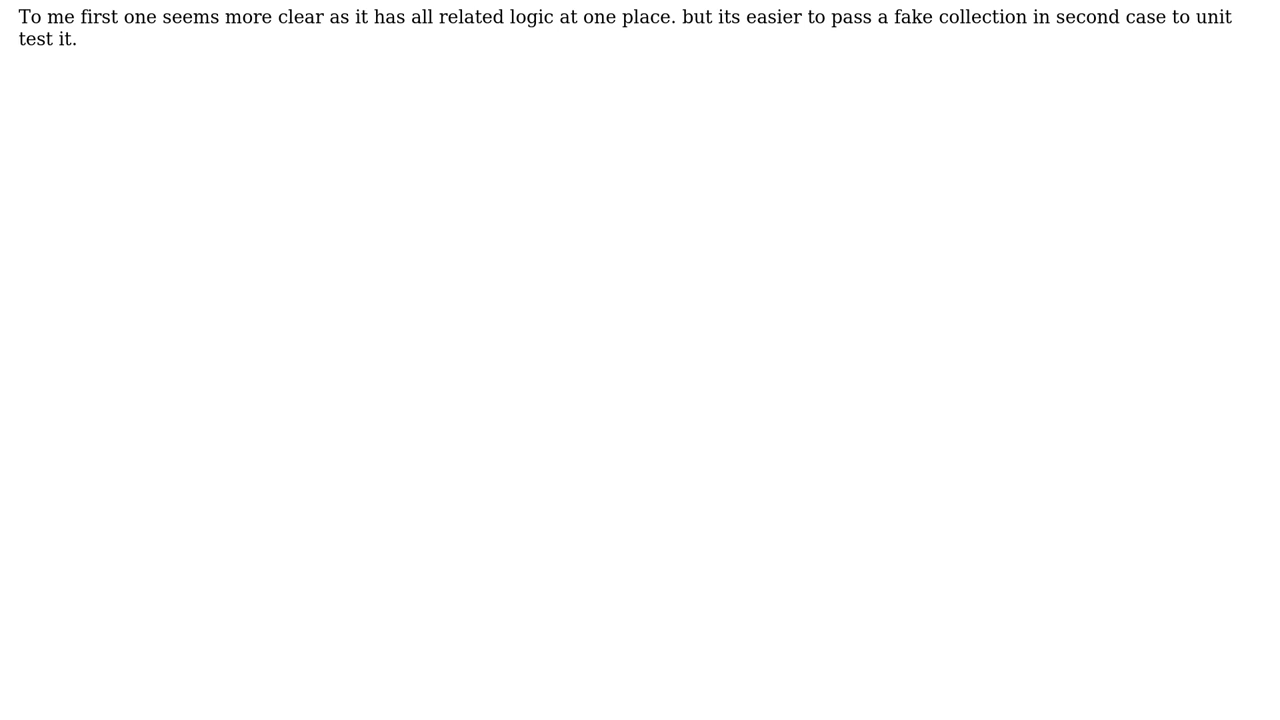 To me first one seems more clear as it has all related logic at one place. but its easier to pass a fake collection in second case to unit
test it.